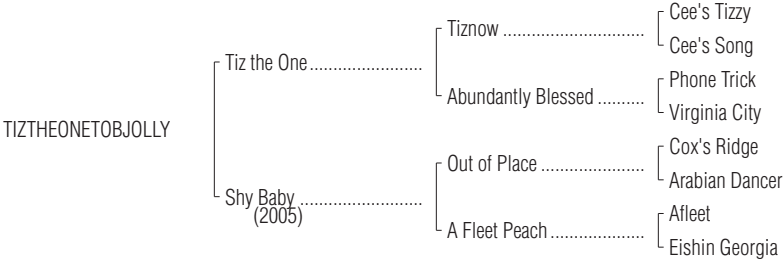 Cee's Tizzy
Tiznow ..............................
Cee's Song
Tiz the One........................
Phone Trick
Abundantly Blessed ..........
Virginia City
TIZTHEONETOBJOLLY
Cox's Ridge
Out of Place ......................
Arabian Dancer
Shy Baby ..........................
(2005)
Afleet
A Fleet Peach ....................
Eishin Georgia